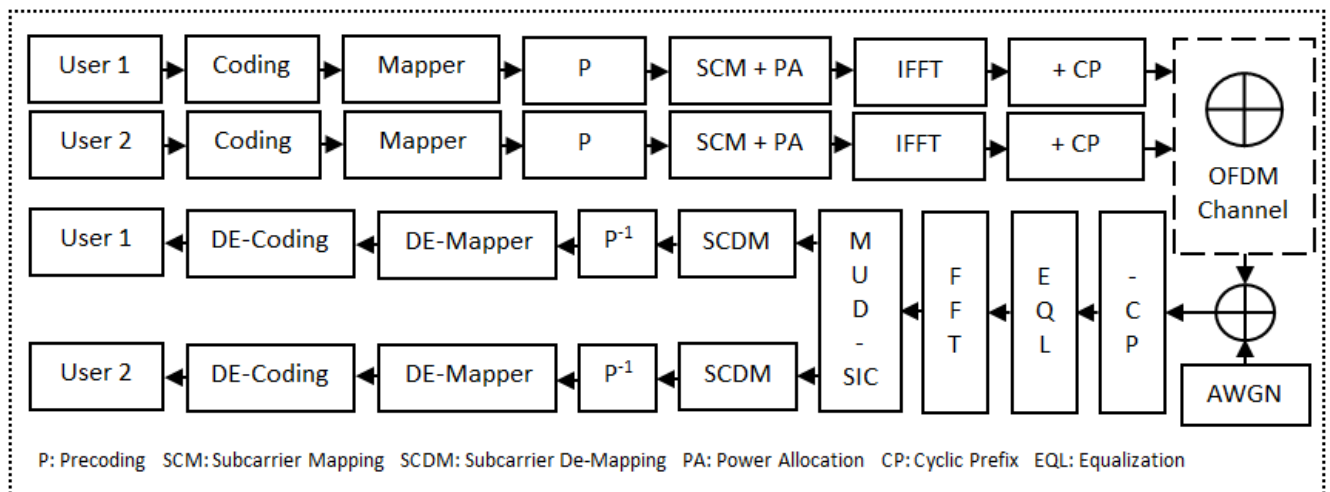 User 1 Coding Mapper P SCM + PA IFFT + CP
User 2 Coding Mapper P SCM + PA IFFT + CP
OFDM
Channel
User 1 DE-Coding DE-Mapper P⁻¹ SCDM
M
U
D
-
SIC
F
F
T
E
Q
L
-
C
P
User 2 DE-Coding DE-Mapper P⁻¹ SCDM
AWGN
P: Precoding SCM: Subcarrier Mapping SCDM: Subcarrier De-Mapping PA: Power Allocation CP: Cyclic Prefix EQL: Equalization